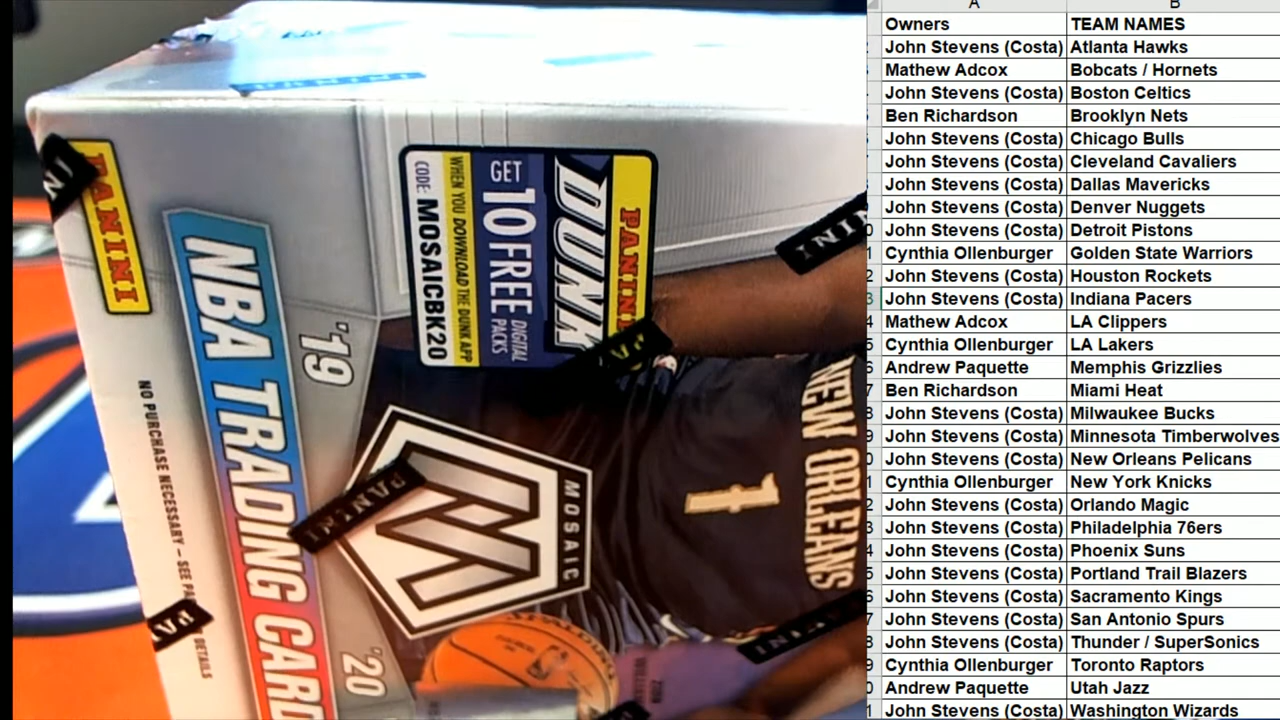 PANINI
NBA TRADING CARD
'19
'20
NO PURCHASE NECESSARY – SEE
DETAILS
PANINI
DUNK
GET
10 FREE
DIGITAL
PACKS
WHEN YOU DOWNLOAD THE DUNK APP
CODE: MOSAICBK20
MOSAIC
PANINI
NEW ORLEANS
1
SPALDING
A B
Owners TEAM NAMES
John Stevens (Costa) Atlanta Hawks
Mathew Adcox Bobcats / Hornets
John Stevens (Costa) Boston Celtics
Ben Richardson Brooklyn Nets
John Stevens (Costa) Chicago Bulls
John Stevens (Costa) Cleveland Cavaliers
John Stevens (Costa) Dallas Mavericks
John Stevens (Costa) Denver Nuggets
John Stevens (Costa) Detroit Pistons
Cynthia Ollenburger Golden State Warriors
John Stevens (Costa) Houston Rockets
John Stevens (Costa) Indiana Pacers
Mathew Adcox LA Clippers
Cynthia Ollenburger LA Lakers
Andrew Paquette Memphis Grizzlies
Ben Richardson Miami Heat
John Stevens (Costa) Milwaukee Bucks
John Stevens (Costa) Minnesota Timberwolves
John Stevens (Costa) New Orleans Pelicans
Cynthia Ollenburger New York Knicks
John Stevens (Costa) Orlando Magic
John Stevens (Costa) Philadelphia 76ers
John Stevens (Costa) Phoenix Suns
John Stevens (Costa) Portland Trail Blazers
John Stevens (Costa) Sacramento Kings
John Stevens (Costa) San Antonio Spurs
John Stevens (Costa) Thunder / SuperSonics
Cynthia Ollenburger Toronto Raptors
Andrew Paquette Utah Jazz
John Stevens (Costa) Washington Wizards